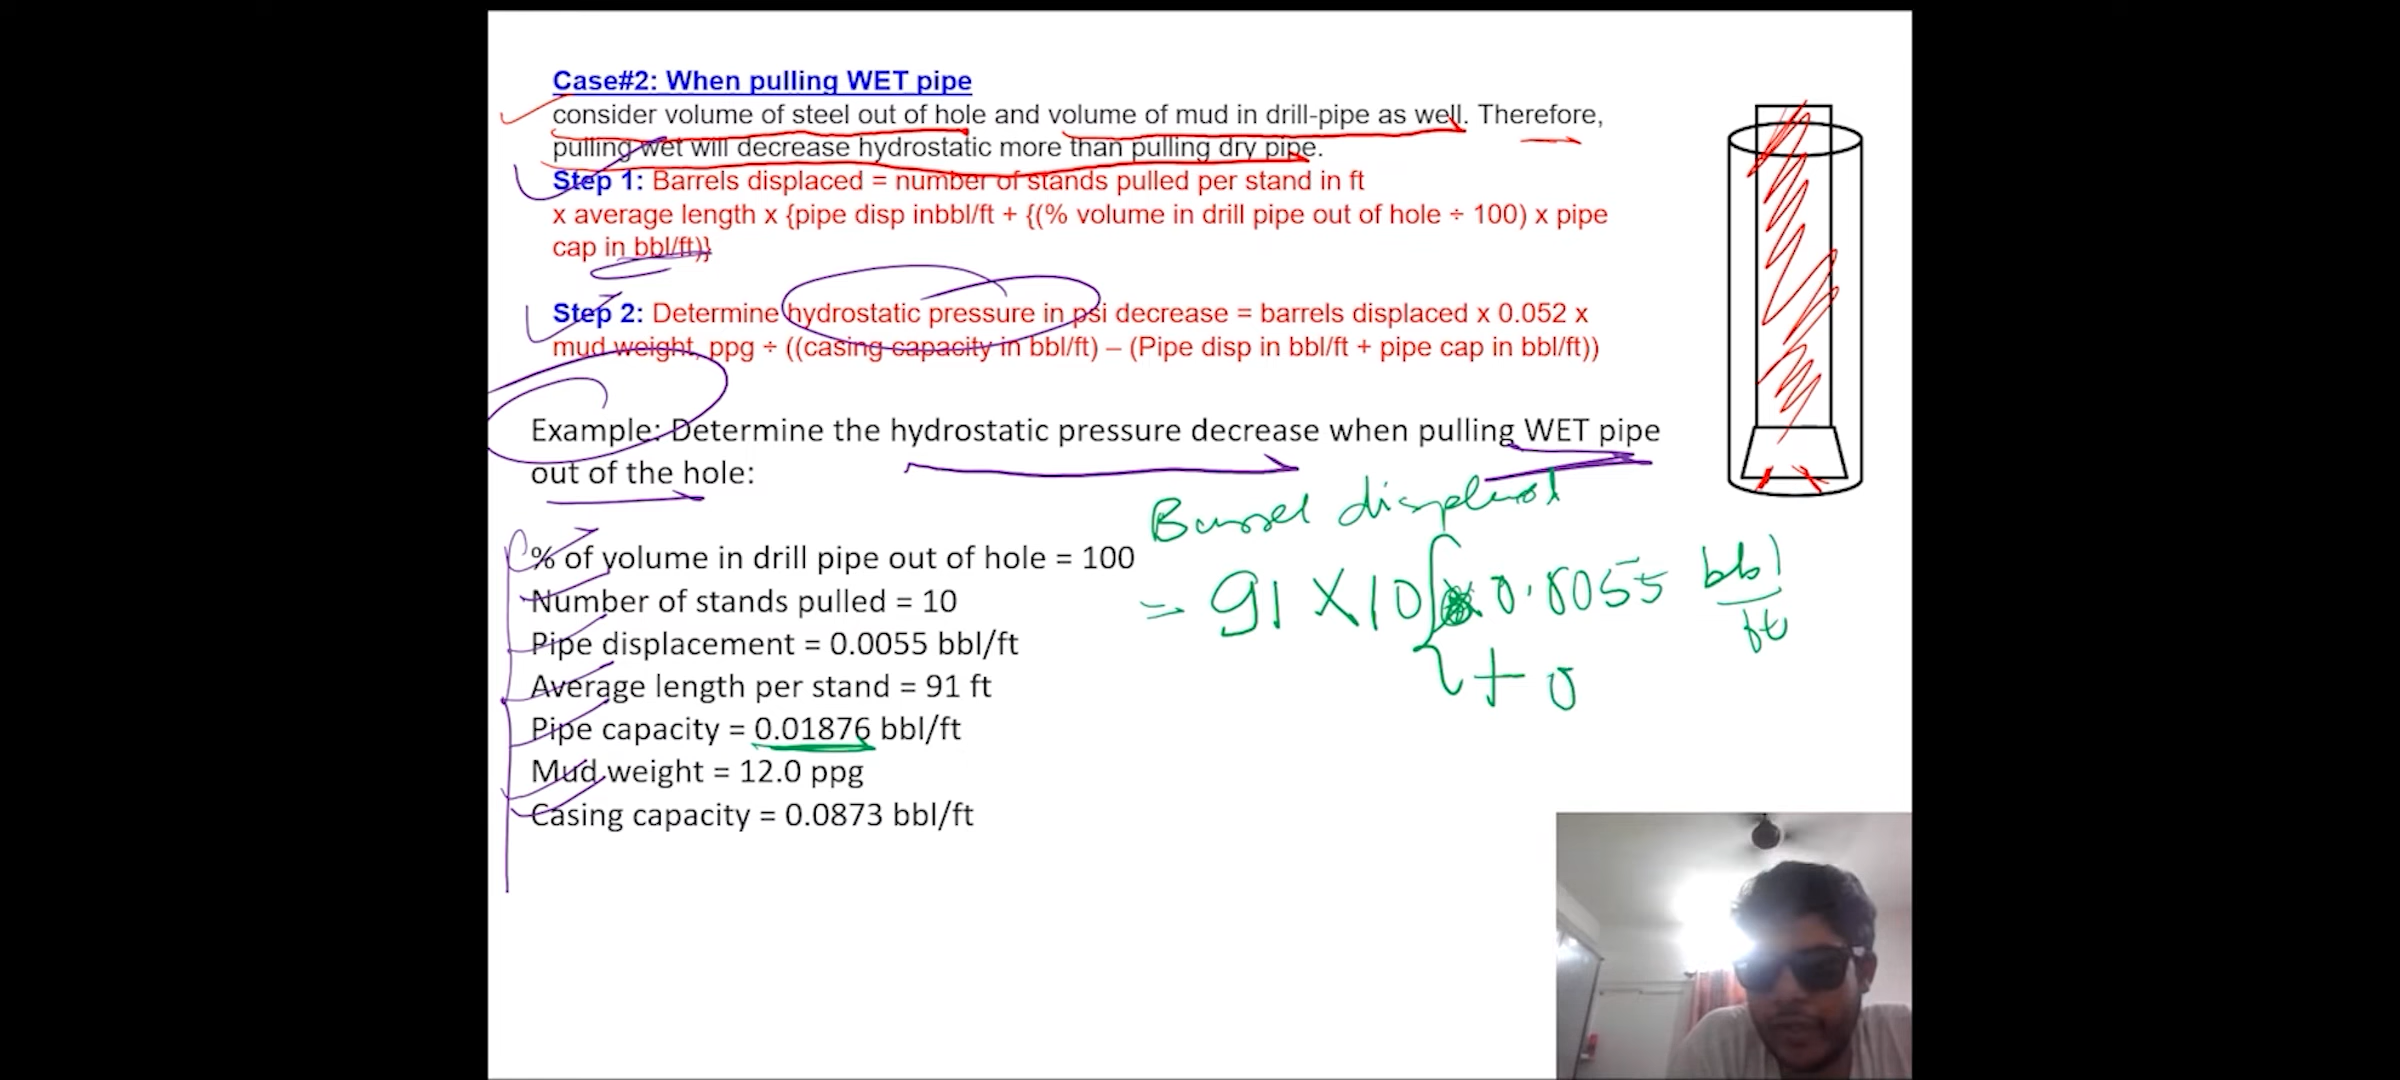 Case#2: When pulling WET pipe
consider volume of steel out of hole and volume of mud in drill-pipe as well. Therefore,
pulling wet will decrease hydrostatic more than pulling dry pipe.
Step 1: Barrels displaced = number of stands pulled per stand in ft
x average length x {pipe disp inbbl/ft + {(% volume in drill pipe out of hole ÷ 100) x pipe
cap in bbl/ft)}
Step 2: Determine hydrostatic pressure in psi decrease = barrels displaced x 0.052 x
mud weight, ppg ÷ ((casing capacity in bbl/ft) – (Pipe disp in bbl/ft + pipe cap in bbl/ft))
Example: Determine the hydrostatic pressure decrease when pulling WET pipe
out of the hole:
Barrel
% of volume in drill pipe out of hole = 100
Number of stands pulled = 10
Pipe displacement = 0.0055 bbl/ft
Average length per stand = 91 ft
Pipe capacity = 0.01876 bbl/ft
Mud weight = 12.0 ppg
Casing capacity = 0.0873 bbl/ft
= 91 X 10 { 0.0055 bbl/ft
+ 0